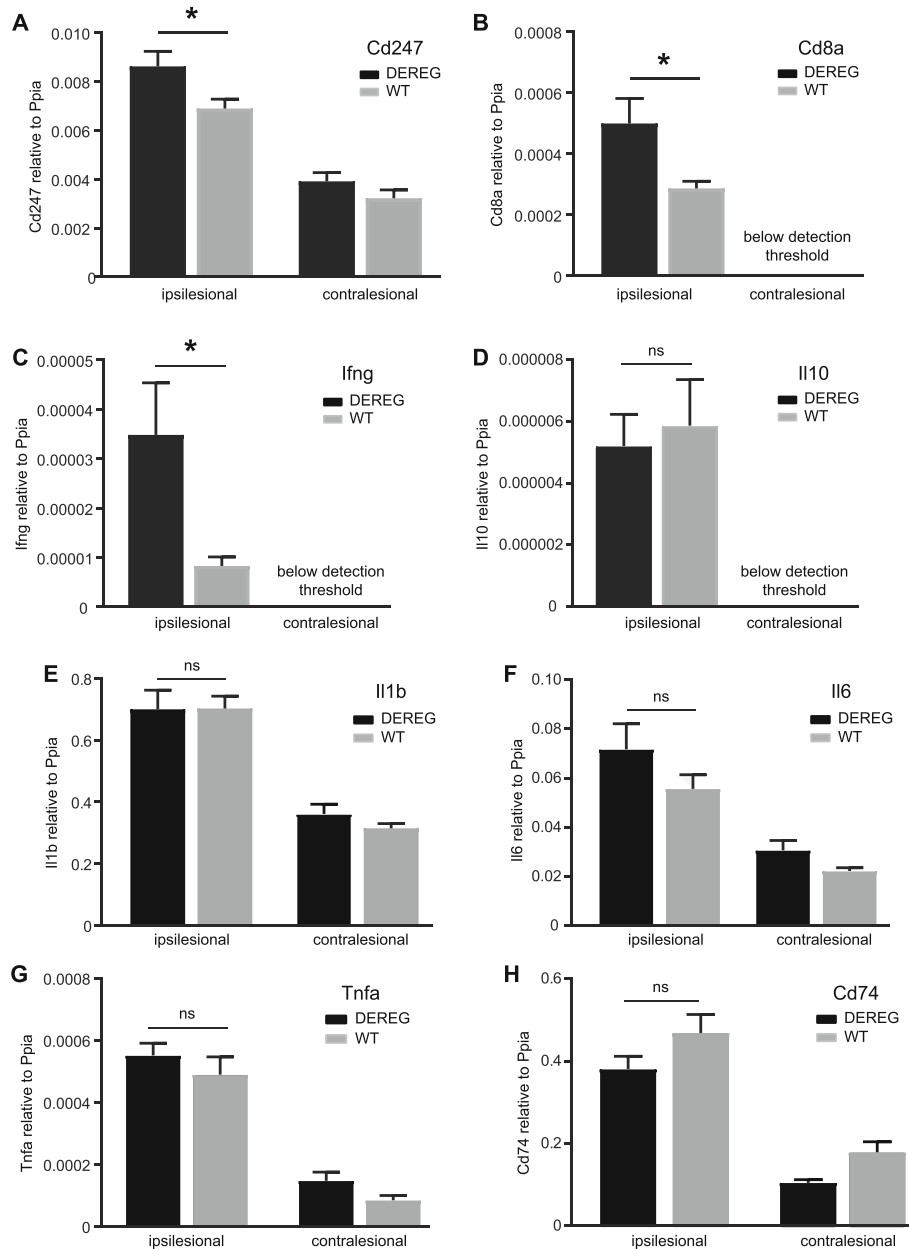 A
Cd247
*
DEREG
WT
Cd247 relative to Ppia
0.010
0.008
0.006
0.004
0.002
0
ipsilesional
contralesional
B
Cd8a
*
DEREG
WT
Cd8a relative to Ppia
0.0008
0.0006
0.0004
0.0002
0
below detection
threshold
ipsilesional
contralesional
C
Ifng
*
DEREG
WT
Ifng relative to Ppia
0.00005
0.00004
0.00003
0.00002
0.00001
0
below detection
threshold
ipsilesional
contralesional
D
Il10
ns
DEREG
WT
Il10 relative to Ppia
0.000008
0.000006
0.000004
0.000002
0
below detection
threshold
ipsilesional
contralesional
E
Il1b
ns
DEREG
WT
Il1b relative to Ppia
0.8
0.6
0.4
0.2
0
ipsilesional
contralesional
F
Il6
ns
DEREG
WT
Il6 relative to Ppia
0.10
0.08
0.06
0.04
0.02
0
ipsilesional
contralesional
G
Tnfa
ns
DEREG
WT
Tnfa relative to Ppia
0.0008
0.0006
0.0004
0.0002
0
ipsilesional
contralesional
H
Cd74
ns
DEREG
WT
Cd74 relative to Ppia
0.6
0.4
0.2
0
ipsilesional
contralesional